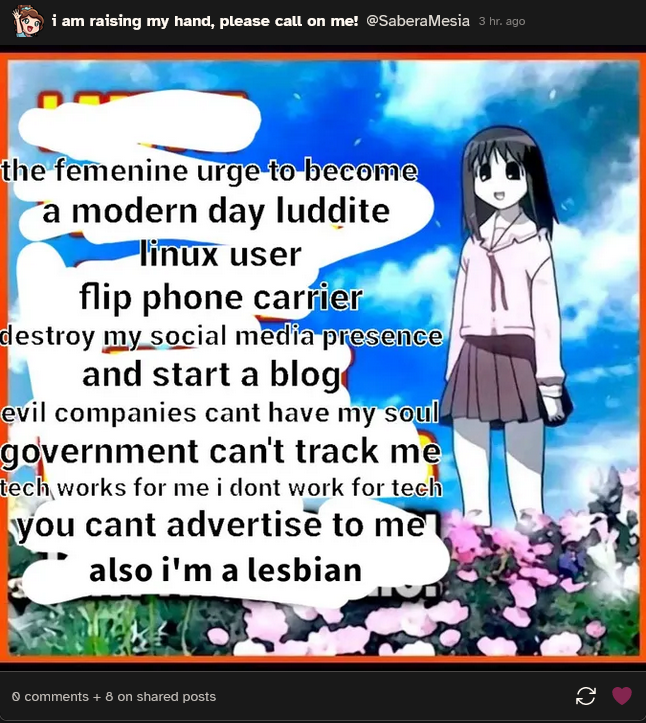 i am raising my hand, please call on me! @SaberaMesia 3 hr. ago
the femenine urge to become
a modern day luddite
linux user
flip phone carrier
destroy my social media presence
and start a blog
evil companies cant have my soul
government can't track me
tech works for me i dont work for tech
you cant advertise to me
also i'm a lesbian
0 comments + 8 on shared posts